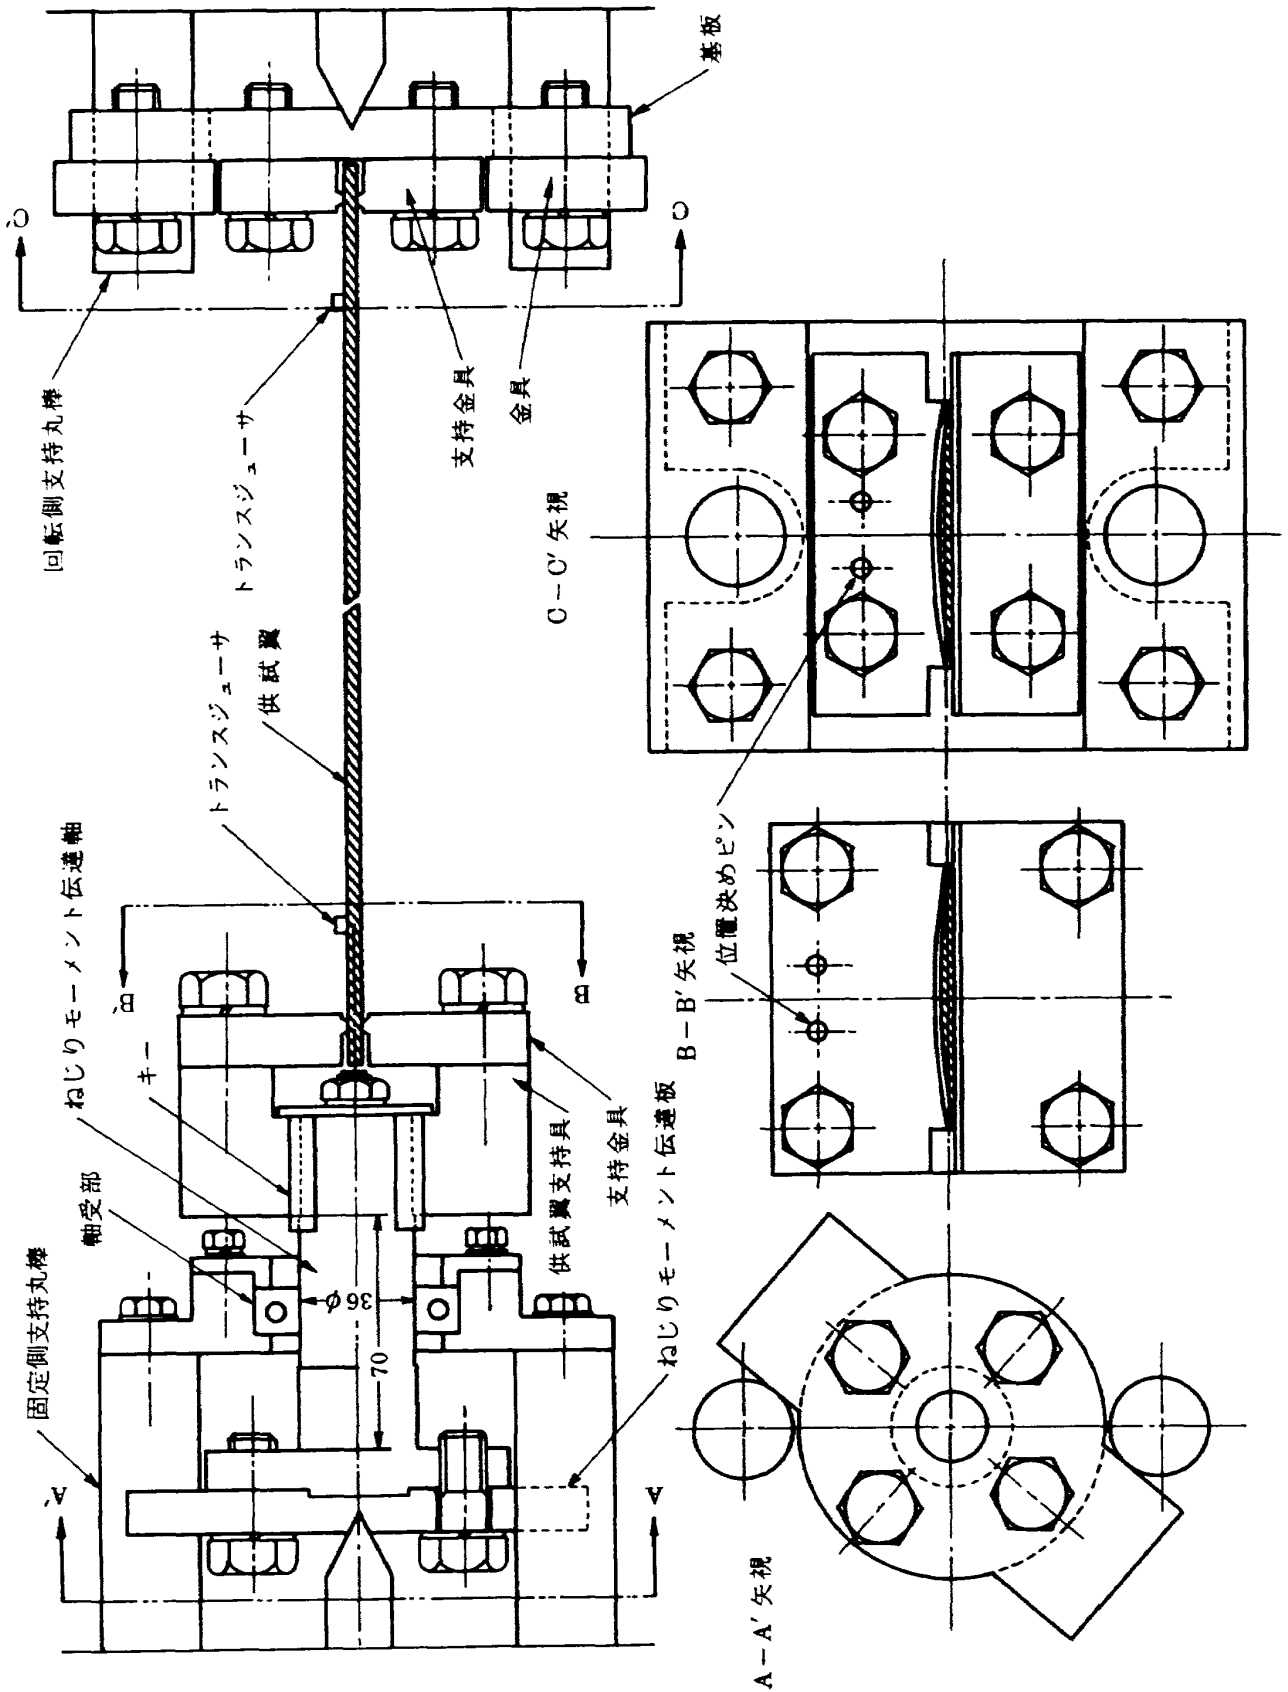 固定側支持丸棒
軸受部
ねじりモーメント伝達軸
キー
トランスジューサ
供試翼
トランスジューサ
回転側支持丸棒
A′
A
B′
B
C′
C
36φ
70
ねじりモーメント伝達板
供試翼支持具
支持金具
支持金具
金具
基板
位置決めピン
A－A′矢視
B－B′矢視
C－C′矢視